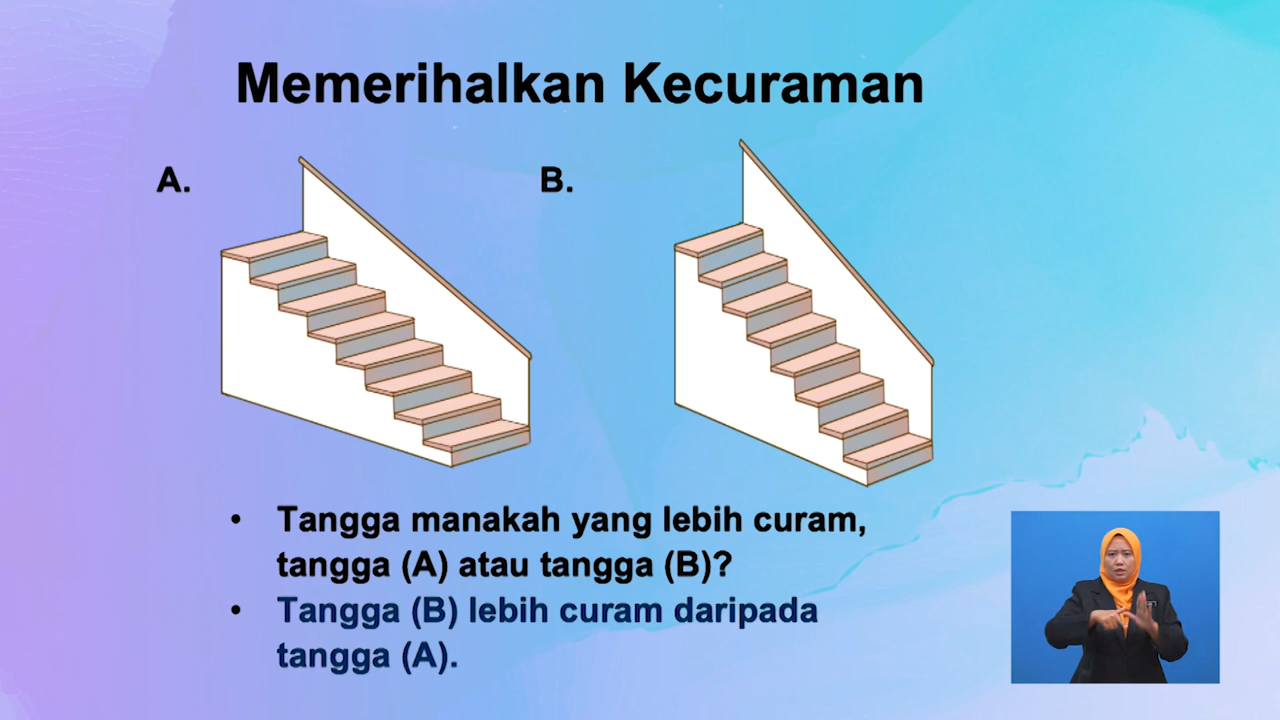 Memerihalkan Kecuraman
A.
B.
• Tangga manakah yang lebih curam,
tangga (A) atau tangga (B)?
• Tangga (B) lebih curam daripada
tangga (A).